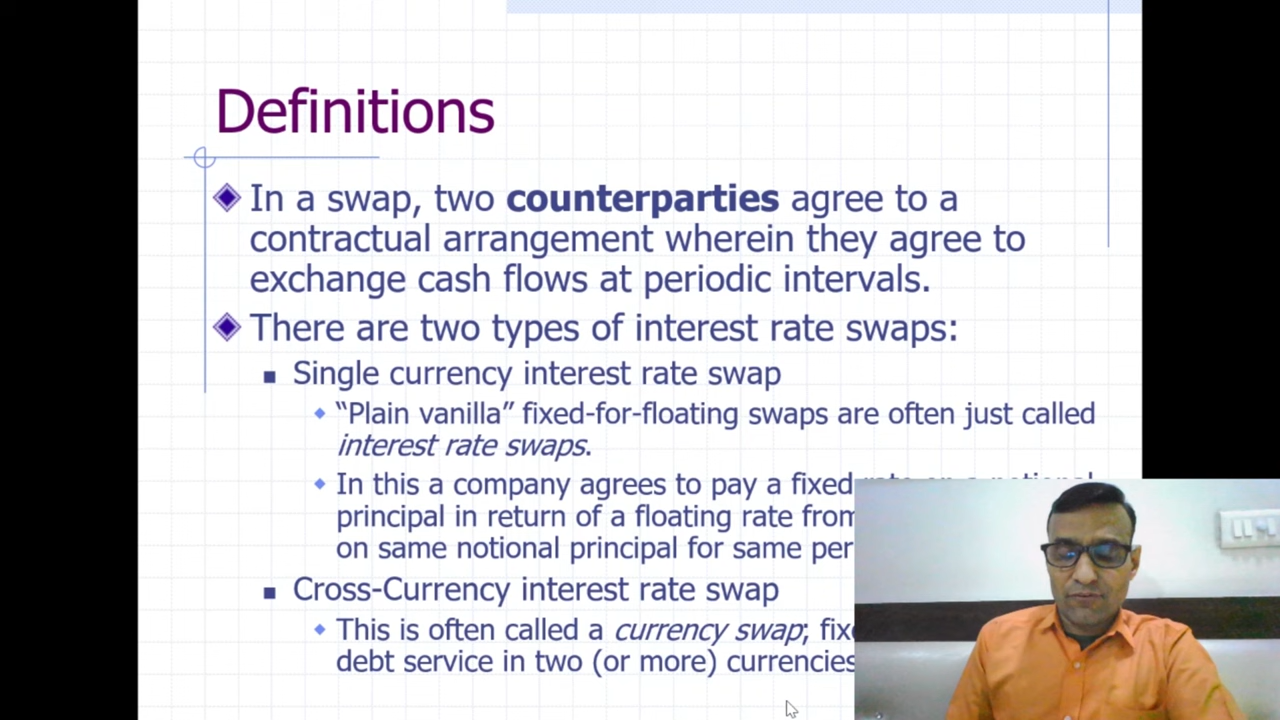 Definitions
In a swap, two counterparties agree to a
contractual arrangement wherein they agree to
exchange cash flows at periodic intervals.
There are two types of interest rate swaps:
Single currency interest rate swap
“Plain vanilla” fixed-for-floating swaps are often just called
interest rate swaps.
In this a company agrees to pay a fixed rate on a notional
principal in return of a floating rate from
on same notional principal for same
Cross-Currency interest rate swap
This is often called a currency swap;
debt service in two (or more) currencies